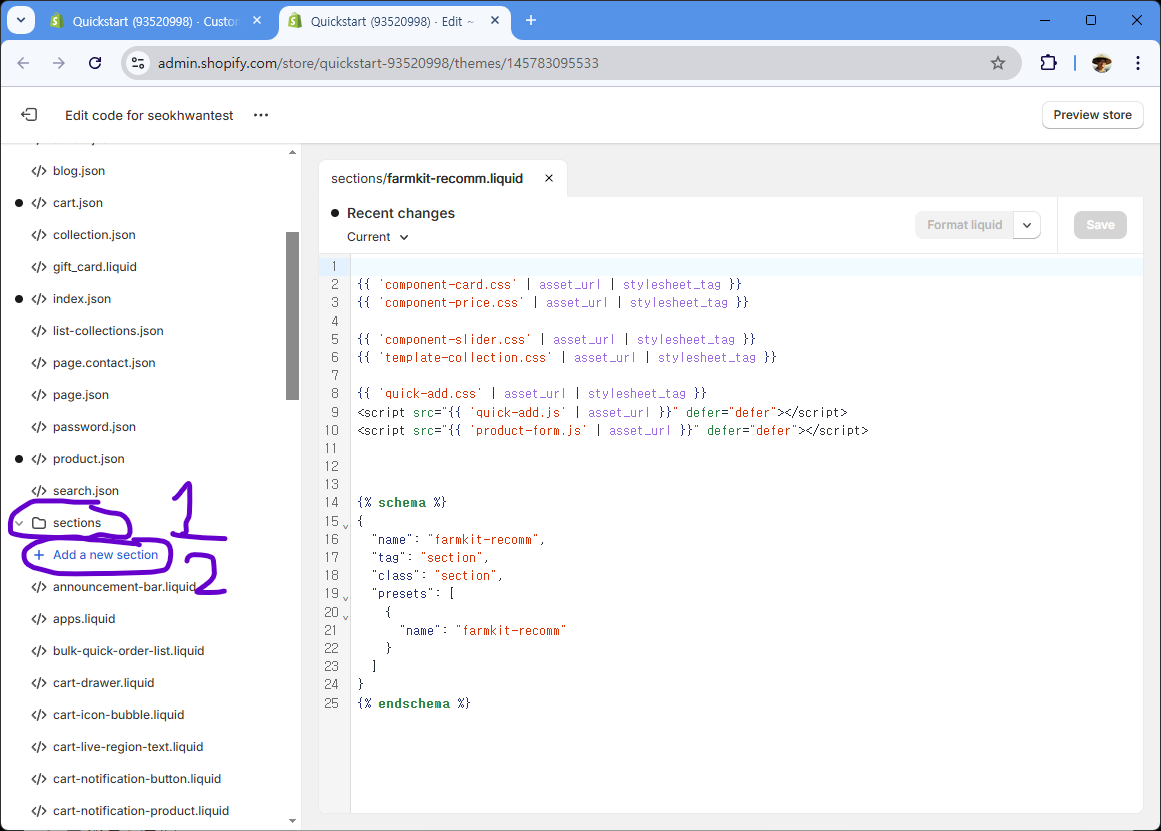 Quickstart (93520998) · Custor
Quickstart (93520998) · Edit ~
admin.shopify.com/store/quickstart-93520998/themes/145783095533
Edit code for seokhwantest
Preview store
blog.json
cart.json
collection.json
gift_card.liquid
index.json
list-collections.json
page.contact.json
page.json
password.json
product.json
search.json
1
sections
Add a new section
2
announcement-bar.liquid
apps.liquid
bulk-quick-order-list.liquid
cart-drawer.liquid
cart-icon-bubble.liquid
cart-live-region-text.liquid
cart-notification-button.liquid
cart-notification-product.liquid
sections/farmkit-recomm.liquid
Recent changes
Current
Format liquid
Save
1
2 {{ 'component-card.css' | asset_url | stylesheet_tag }}
3 {{ 'component-price.css' | asset_url | stylesheet_tag }}
4
5 {{ 'component-slider.css' | asset_url | stylesheet_tag }}
6 {{ 'template-collection.css' | asset_url | stylesheet_tag }}
7
8 {{ 'quick-add.css' | asset_url | stylesheet_tag }}
9 <script src="{{ 'quick-add.js' | asset_url }}" defer="defer"></script>
10 <script src="{{ 'product-form.js' | asset_url }}" defer="defer"></script>
11
12
13
14 {% schema %}
15 {
16 "name": "farmkit-recomm",
17 "tag": "section",
18 "class": "section",
19 "presets": [
20 {
21 "name": "farmkit-recomm"
22 }
23 ]
24 }
25 {% endschema %}